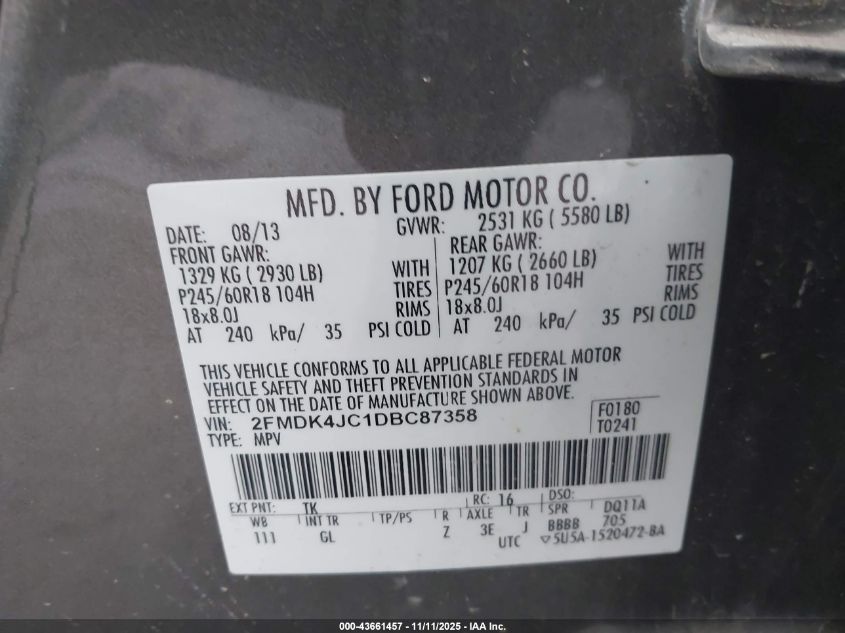 MFD. BY FORD MOTOR CO.
DATE: 08/13 GVWR: 2531 KG ( 5580 LB)
FRONT GAWR: REAR GAWR:
1329 KG ( 2930 LB) WITH 1207 KG ( 2660 LB) WITH
P245/60R18 104H TIRES P245/60R18 104H TIRES
18x8.0J RIMS 18x8.0J RIMS
AT 240 kPa/ 35 PSI COLD AT 240 kPa/ 35 PSI COLD
THIS VEHICLE CONFORMS TO ALL APPLICABLE FEDERAL MOTOR
VEHICLE SAFETY AND THEFT PREVENTION STANDARDS IN
EFFECT ON THE DATE OF MANUFACTURE SHOWN ABOVE.
VIN: 2FMDK4JC1DBC87358 F0180
TYPE: MPV T0241
EXT PNT: TK RC: 16 DSO:
WB INT TR TP/PS R AXLE TR SPR DQ11A
111 GL Z 3E J BBBB 705
UTC ▽5U5A-1520472-BA
000-43661457 - 11/11/2025 - IAA Inc.